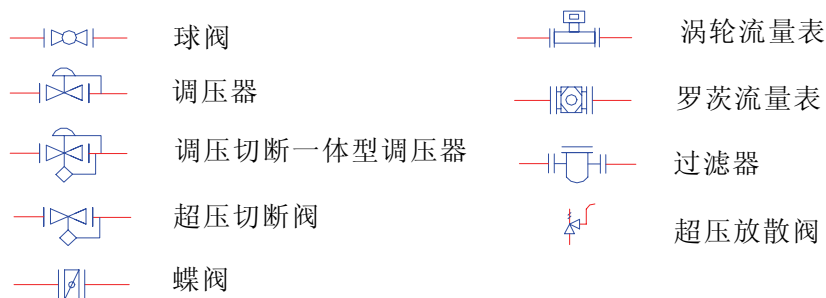 球阀
调压器
调压切断一体型调压器
超压切断阀
蝶阀
涡轮流量表
罗茨流量表
过滤器
超压放散阀